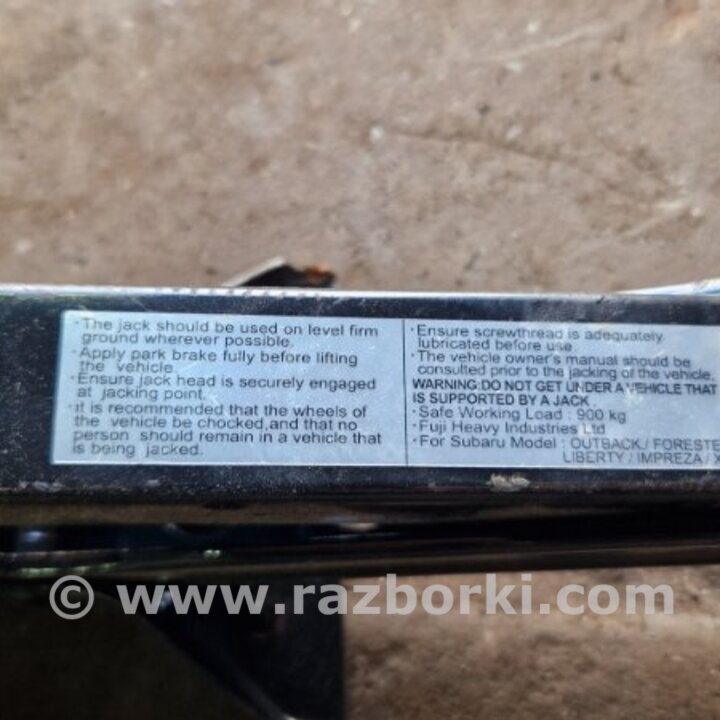 ·The jack should be used on level firm
ground wherever possible.
·Apply park brake fully before lifting
the vehicle
·Ensure jack head is securely engaged
at jacking point.
·it is recommended that the wheels of
the vehicle be chocked,and that no
person should remain in a vehicle that
is being jacked.
·Ensure screwthread is adequately
lubricated before use
·The vehicle owner's manual should be
consulted prior to the jacking of the vehicle.
WARNING:DO NOT GET UNDER A VEHICLE THAT
IS SUPPORTED BY A JACK.
·Safe Working Load : 900 kg
·Fuji Heavy Industries Ltd
·For Subaru Model : OUTBACK / FORESTE
LIBERTY / IMPREZA / X
© www.razborki.com